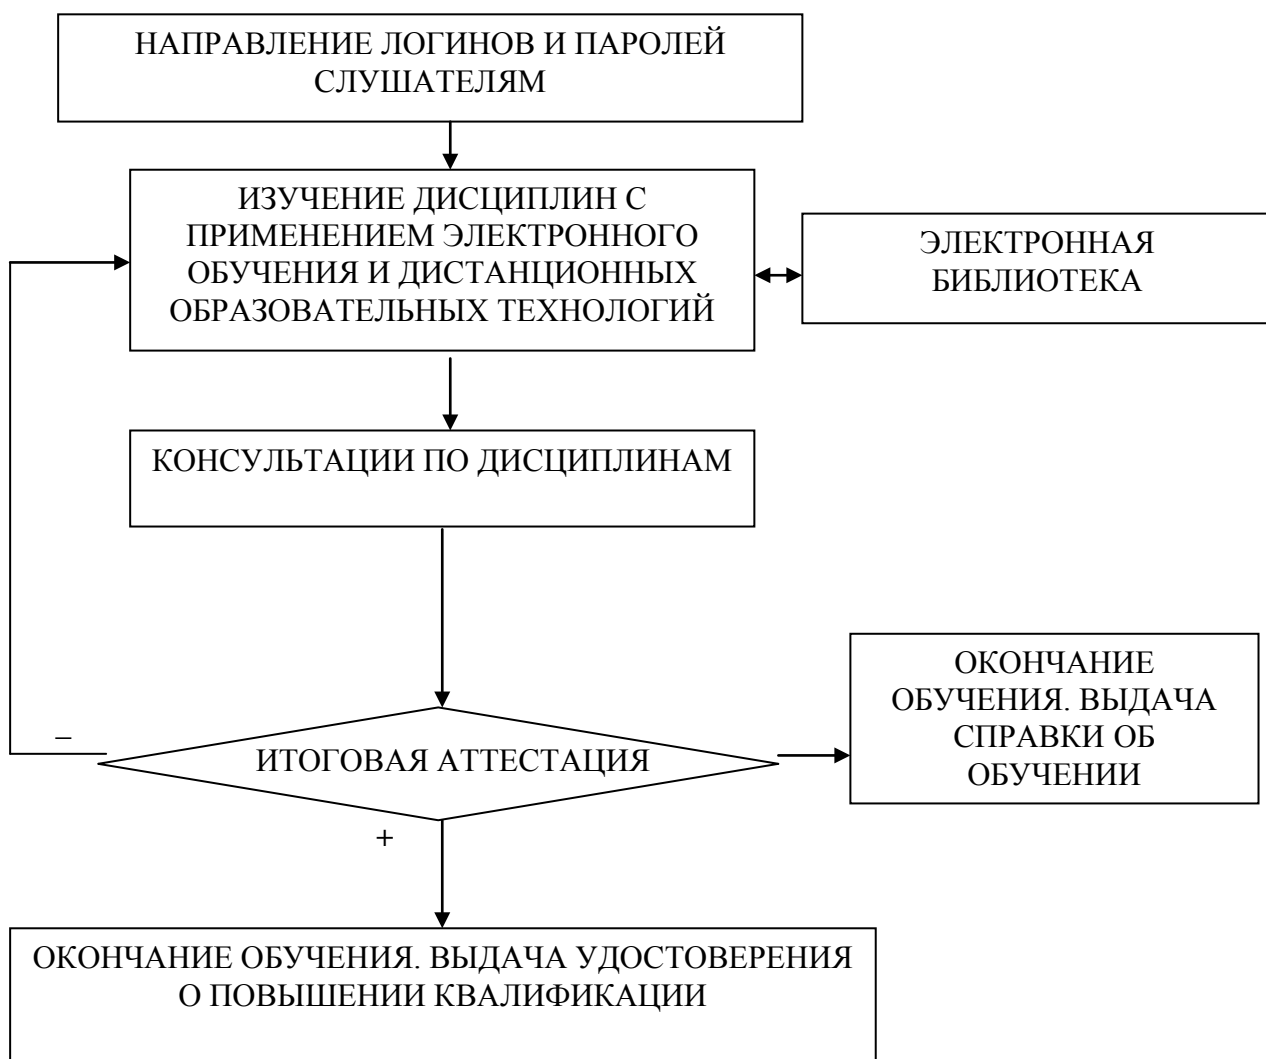 НАПРАВЛЕНИЕ ЛОГИНОВ И ПАРОЛЕЙ
СЛУШАТЕЛЯМ
ИЗУЧЕНИЕ ДИСЦИПЛИН С
ПРИМЕНЕНИЕМ ЭЛЕКТРОННОГО
ОБУЧЕНИЯ И ДИСТАНЦИОННЫХ
ОБРАЗОВАТЕЛЬНЫХ ТЕХНОЛОГИЙ
ЭЛЕКТРОННАЯ
БИБЛИОТЕКА
КОНСУЛЬТАЦИИ ПО ДИСЦИПЛИНАМ
ОКОНЧАНИЕ
ОБУЧЕНИЯ. ВЫДАЧА
СПРАВКИ ОБ
ОБУЧЕНИИ
–
ИТОГОВАЯ АТТЕСТАЦИЯ
+
ОКОНЧАНИЕ ОБУЧЕНИЯ. ВЫДАЧА УДОСТОВЕРЕНИЯ
О ПОВЫШЕНИИ КВАЛИФИКАЦИИ